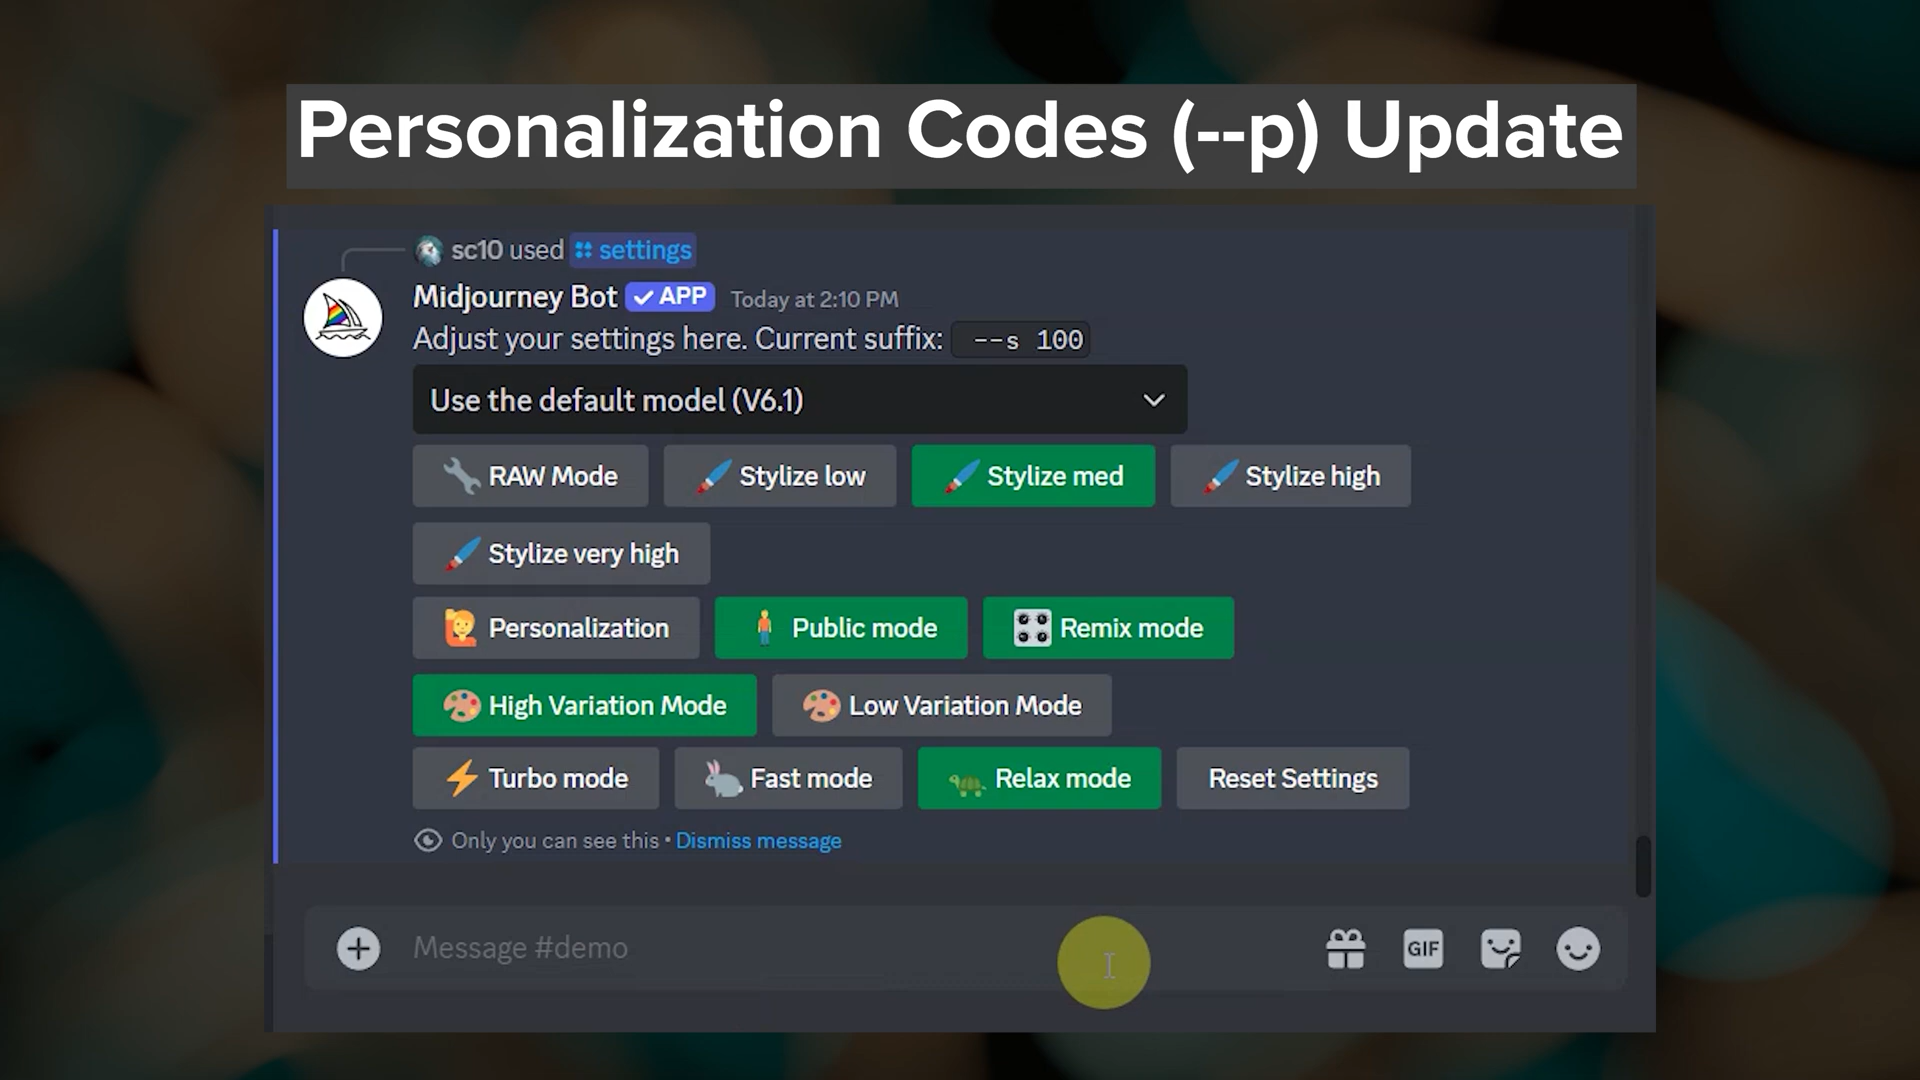 Personalization Codes (--p) Update
sc10 used settings
Midjourney Bot APP Today at 2:10 PM
Adjust your settings here. Current suffix: --s 100
Use the default model (V6.1)
RAW Mode Stylize low Stylize med Stylize high
Stylize very high
Personalization Public mode Remix mode
High Variation Mode Low Variation Mode
Turbo mode Fast mode Relax mode Reset Settings
Only you can see this • Dismiss message
Message #demo GIF